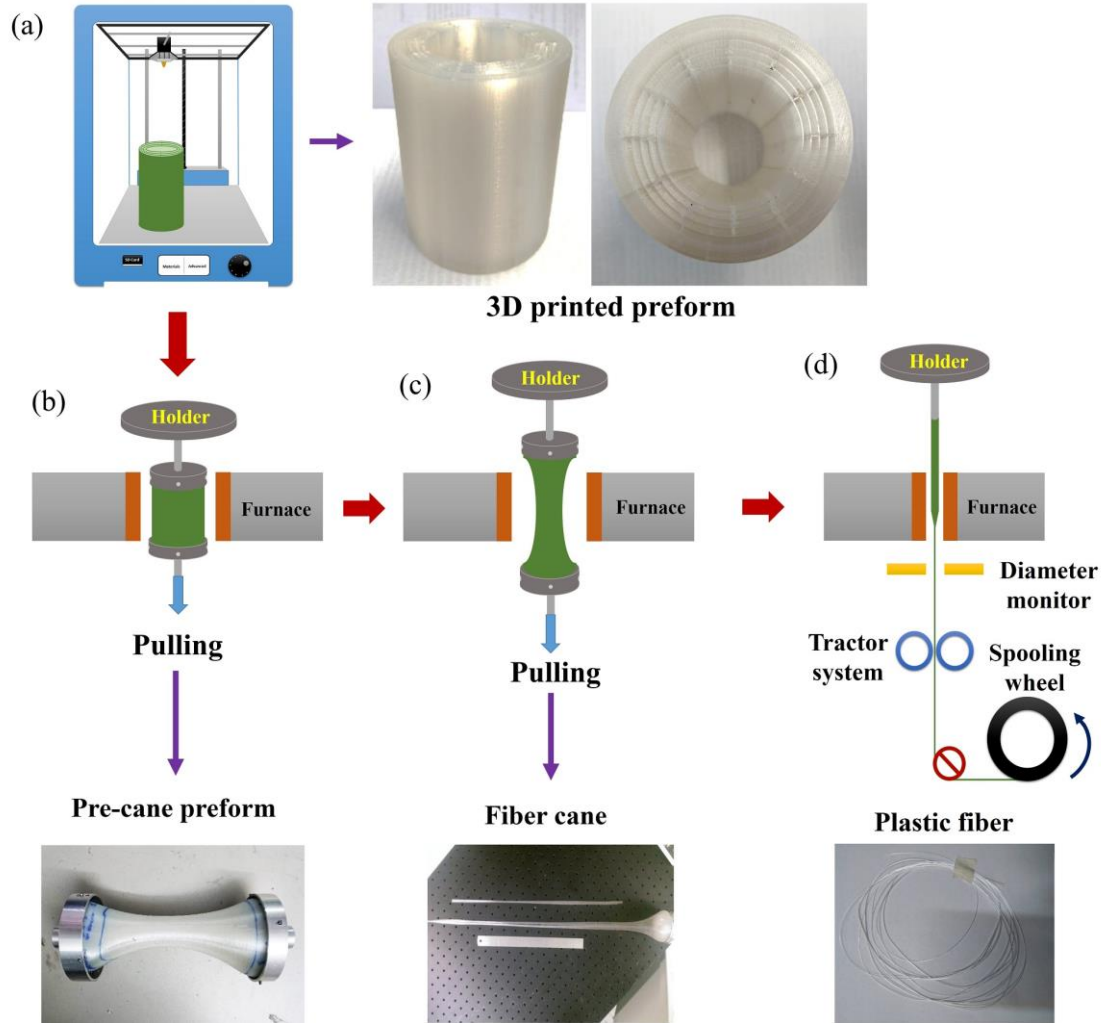 (a)
SD Card
Materials
Advanced
3D printed preform
(b)
Holder
Furnace
Pulling
Pre-cane preform
(c)
Holder
Furnace
Pulling
Fiber cane
(d)
Holder
Furnace
Diameter
monitor
Tractor
system
Spooling
wheel
Plastic fiber